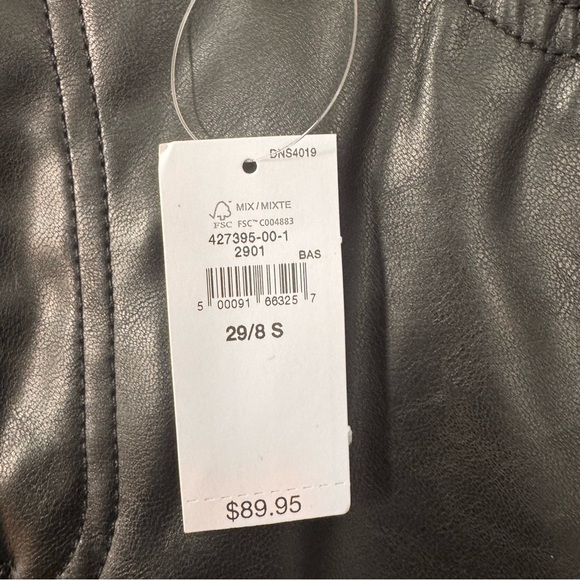 DNS4019
MIX / MIXTE
FSC FSC™ C004883
427395-00-1
2901 BAS
5 00091 66325 7
29/8 S
$89.95